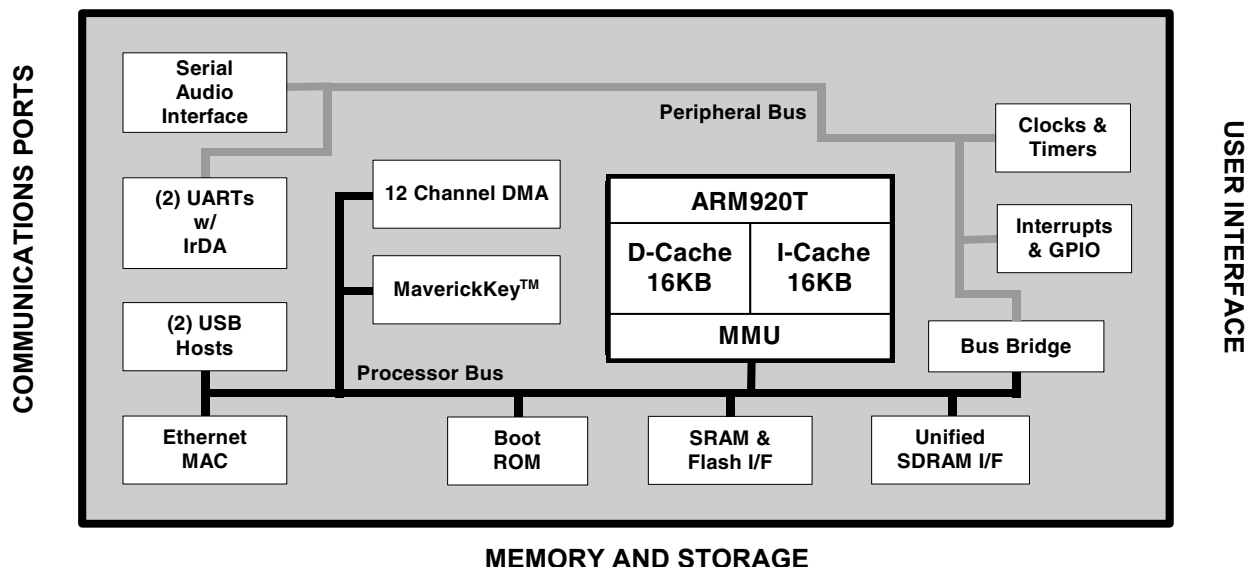 COMMUNICATIONS PORTS
Serial
Audio
Interface
Peripheral Bus
Clocks &
Timers
(2) UARTs
w/
IrDA
12 Channel DMA
ARM920T
D-Cache
16KB
I-Cache
16KB
MMU
Interrupts
& GPIO
MaverickKey™
(2) USB
Hosts
Bus Bridge
Processor Bus
Ethernet
MAC
Boot
ROM
SRAM &
Flash I/F
Unified
SDRAM I/F
USER INTERFACE
MEMORY AND STORAGE